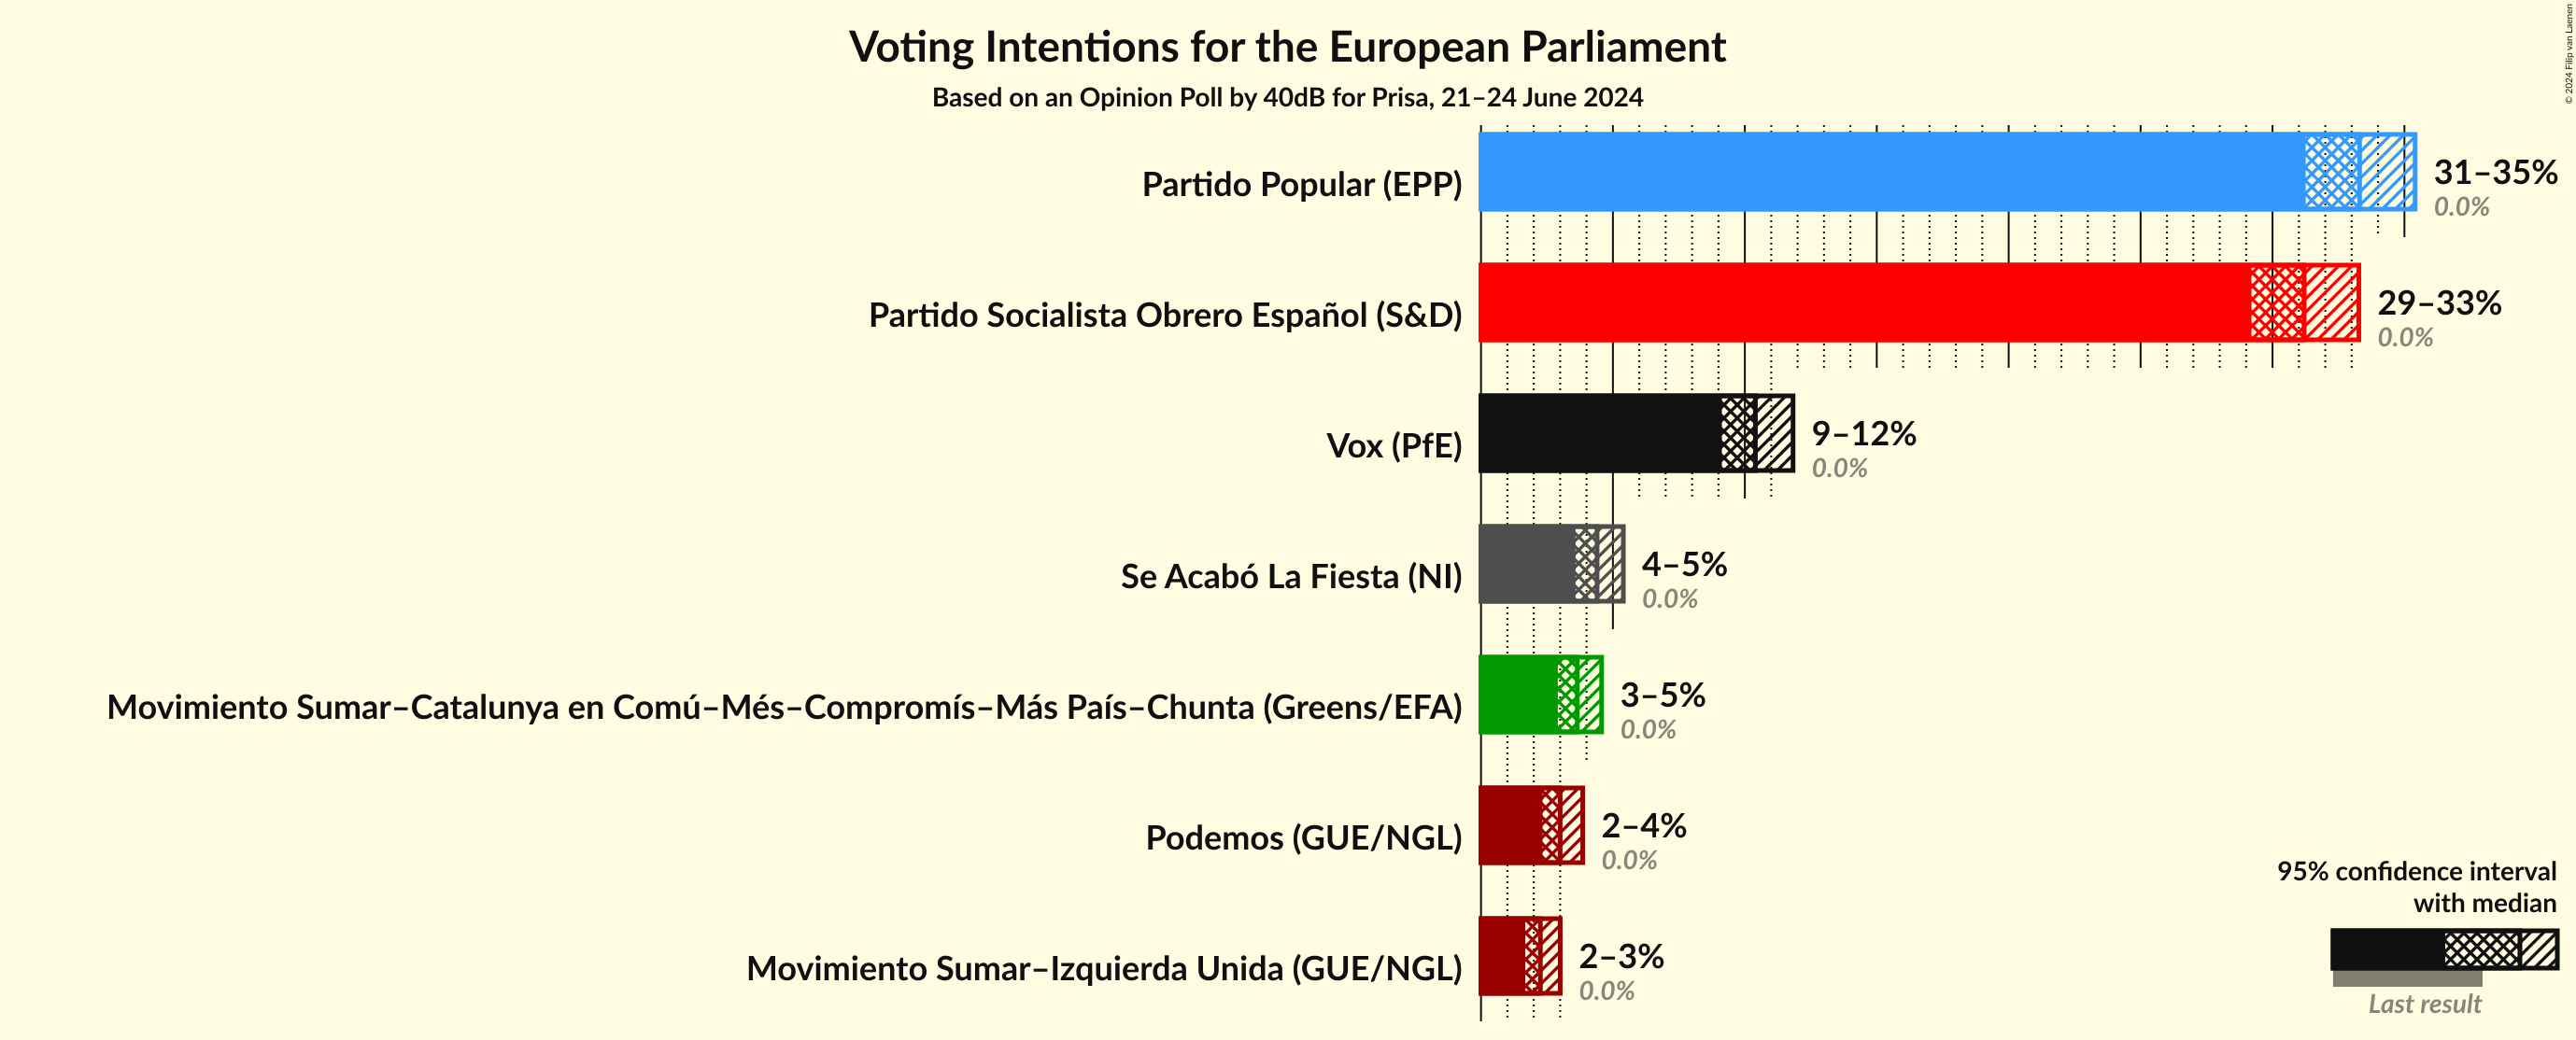 Voting Intentions for the European Parliament
Based on an Opinion Poll by 40dB for Prisa, 21–24 June 2024
© 2024 Filip van Laenen
Partido Popular (EPP)
31–35%
0.0%
Partido Socialista Obrero Español (S&D)
29–33%
0.0%
Vox (PfE)
9–12%
0.0%
Se Acabó La Fiesta (NI)
4–5%
0.0%
Movimiento Sumar–Catalunya en Comú–Més–Compromís–Más País–Chunta (Greens/EFA)
3–5%
0.0%
Podemos (GUE/NGL)
2–4%
0.0%
Movimiento Sumar–Izquierda Unida (GUE/NGL)
2–3%
0.0%
95% confidence interval
with median
Last result